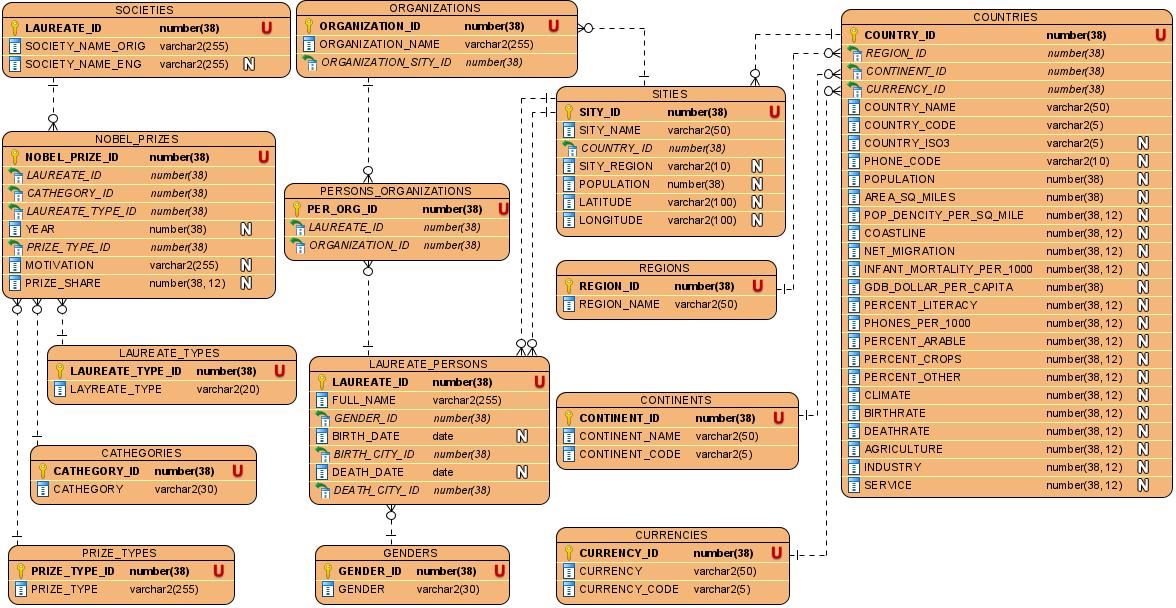 SOCIETIES
LAUREATE_ID number(38) U
SOCIETY_NAME_ORIG varchar2(255)
SOCIETY_NAME_ENG varchar2(255) N
ORGANIZATIONS
ORGANIZATION_ID number(38) U
ORGANIZATION_NAME varchar2(255)
ORGANIZATION_SITY_ID number(38)
COUNTRIES
COUNTRY_ID number(38) U
REGION_ID number(38)
CONTINENT_ID number(38)
CURRENCY_ID number(38)
COUNTRY_NAME varchar2(50)
COUNTRY_CODE varchar2(5)
COUNTRY_ISO3 varchar2(5) N
PHONE_CODE varchar2(10) N
POPULATION number(38) N
AREA_SQ_MILES number(38) N
POP_DENCITY_PER_SQ_MILE number(38, 12) N
COASTLINE number(38, 12) N
NET_MIGRATION number(38, 12) N
INFANT_MORTALITY_PER_1000 number(38, 12) N
GDB_DOLLAR_PER_CAPITA number(38) N
PERCENT_LITERACY number(38, 12) N
PHONES_PER_1000 number(38, 12) N
PERCENT_ARABLE number(38, 12) N
PERCENT_CROPS number(38, 12) N
PERCENT_OTHER number(38, 12) N
CLIMATE number(38, 12) N
BIRTHRATE number(38, 12) N
DEATHRATE number(38, 12) N
AGRICULTURE number(38, 12) N
INDUSTRY number(38, 12) N
SERVICE number(38, 12) N
SITIES
SITY_ID number(38) U
SITY_NAME varchar2(50)
COUNTRY_ID number(38)
SITY_REGION varchar2(10) N
POPULATION number(38) N
LATITUDE varchar2(100) N
LONGITUDE varchar2(100) N
NOBEL_PRIZES
NOBEL_PRIZE_ID number(38) U
LAUREATE_ID number(38)
CATHEGORY_ID number(38)
LAUREATE_TYPE_ID number(38)
YEAR number(38) N
PRIZE_TYPE_ID number(38)
MOTIVATION varchar2(255) N
PRIZE_SHARE number(38, 12) N
PERSONS_ORGANIZATIONS
PER_ORG_ID number(38) U
LAUREATE_ID number(38)
ORGANIZATION_ID number(38)
REGIONS
REGION_ID number(38) U
REGION_NAME varchar2(50)
LAUREATE_TYPES
LAUREATE_TYPE_ID number(38) U
LAYREATE_TYPE varchar2(20)
LAUREATE_PERSONS
LAUREATE_ID number(38) U
FULL_NAME varchar2(255)
GENDER_ID number(38)
BIRTH_DATE date N
BIRTH_CITY_ID number(38)
DEATH_DATE date N
DEATH_CITY_ID number(38)
CONTINENTS
CONTINENT_ID number(38) U
CONTINENT_NAME varchar2(50)
CONTINENT_CODE varchar2(5)
CATHEGORIES
CATHEGORY_ID number(38) U
CATHEGORY varchar2(30)
PRIZE_TYPES
PRIZE_TYPE_ID number(38) U
PRIZE_TYPE varchar2(255)
GENDERS
GENDER_ID number(38) U
GENDER varchar2(30)
CURRENCIES
CURRENCY_ID number(38) U
CURRENCY varchar2(50)
CURRENCY_CODE varchar2(5)